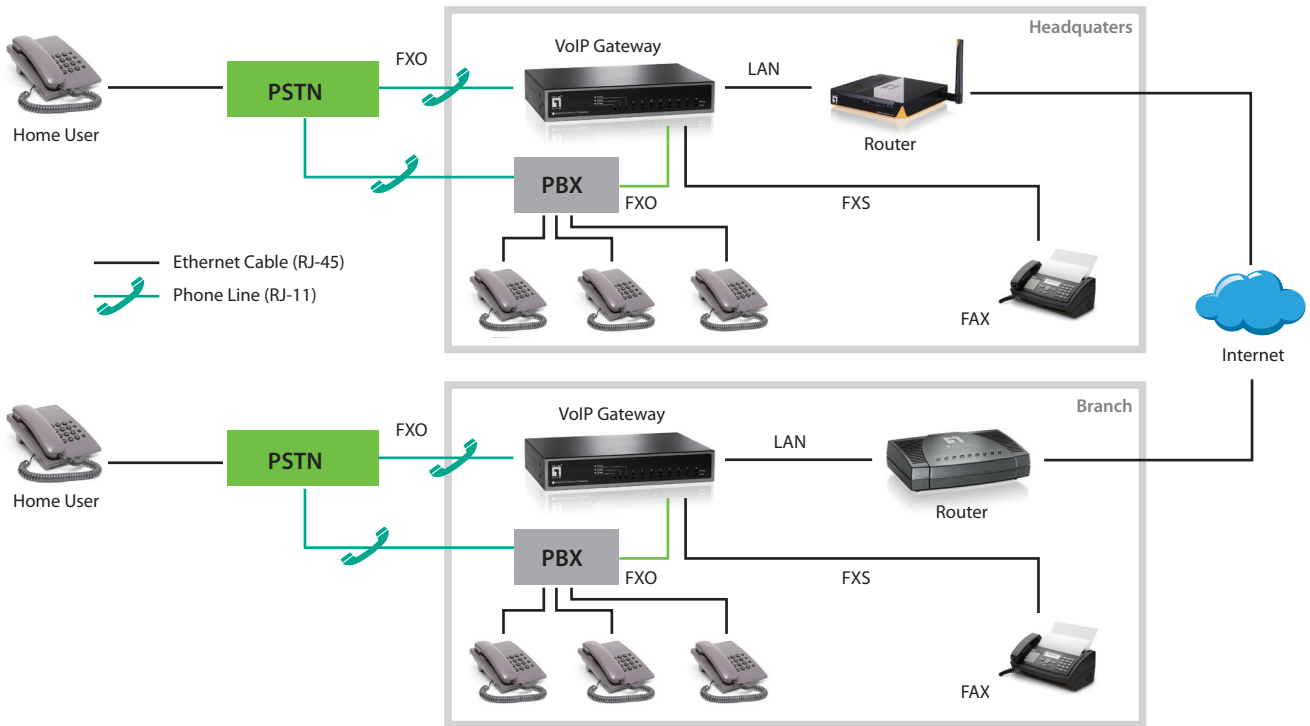 Headquaters
VoIP Gateway
FXO
LAN
PSTN
Home User
Router
PBX
FXO
FXS
Ethernet Cable (RJ-45)
Phone Line (RJ-11)
FAX
Internet
Branch
VoIP Gateway
FXO
LAN
PSTN
Home User
Router
PBX
FXO
FXS
FAX